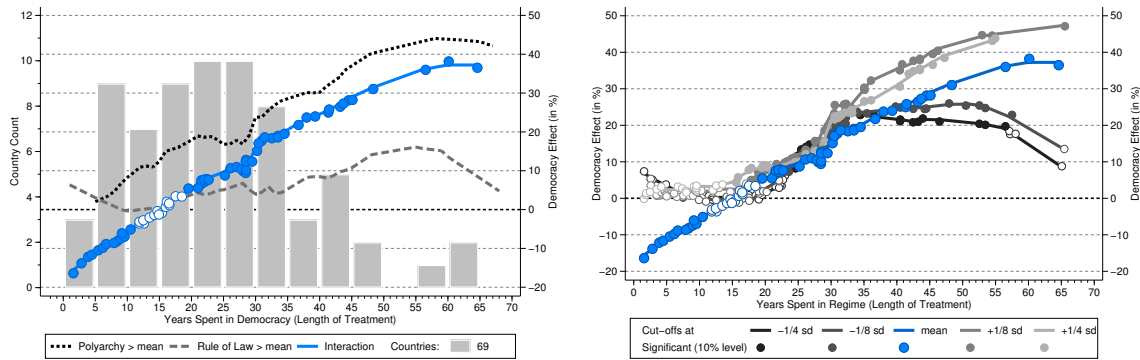 12
10
8
6
4
2
0
Country Count
50
40
30
20
10
0
−10
−20
Democracy Effect (in %)
0 5 10 15 20 25 30 35 40 45 50 55 60 65 70
Years Spent in Democracy (Length of Treatment)
Polyarchy > mean Rule of Law > mean Interaction Countries: 69
50
40
30
20
10
0
−10
−20
Democracy Effect (in %)
50
40
30
20
10
0
−10
−20
Democracy Effect (in %)
0 5 10 15 20 25 30 35 40 45 50 55 60 65 70
Years Spent in Regime (Length of Treatment)
Cut−offs at −1/4 sd −1/8 sd mean +1/8 sd +1/4 sd
Significant (10% level)